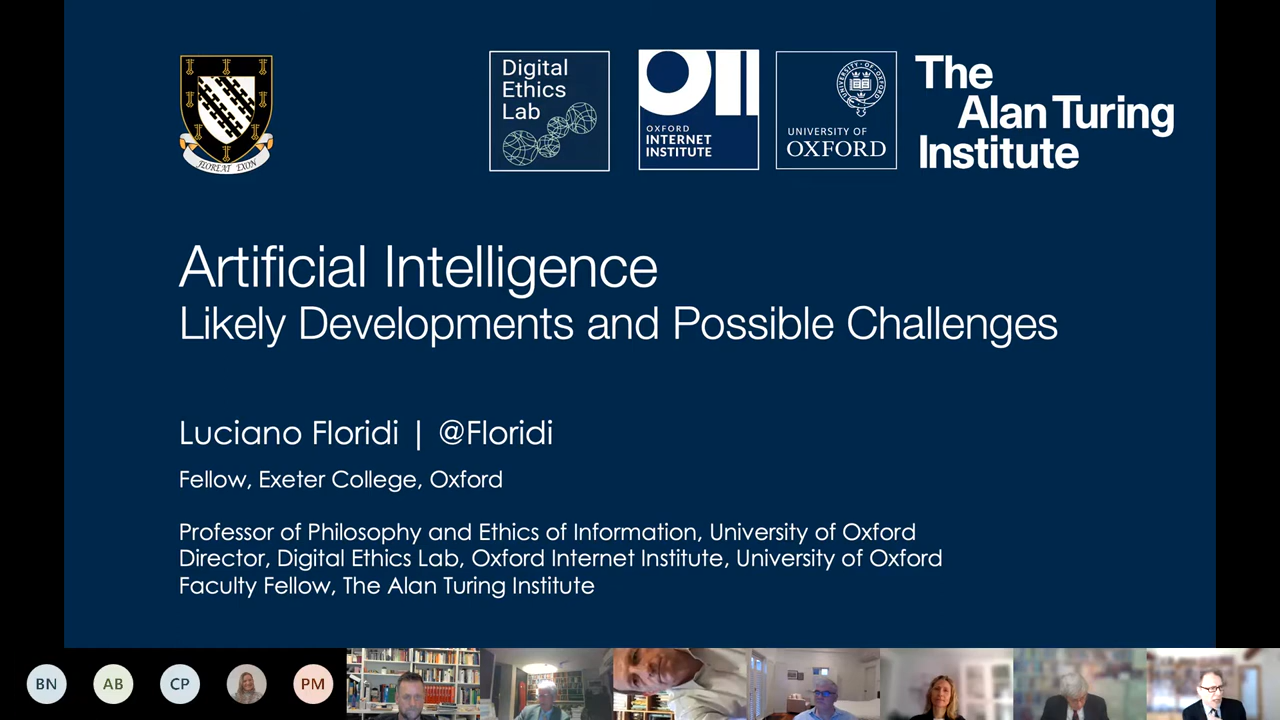 FLOREAT EXON
Digital
Ethics
Lab
OXFORD
INTERNET
INSTITUTE
UNIVERSITY OF
OXFORD
The
Alan Turing
Institute
Artificial Intelligence
Likely Developments and Possible Challenges
Luciano Floridi | @Floridi
Fellow, Exeter College, Oxford
Professor of Philosophy and Ethics of Information, University of Oxford
Director, Digital Ethics Lab, Oxford Internet Institute, University of Oxford
Faculty Fellow, The Alan Turing Institute
BN
AB
CP
PM